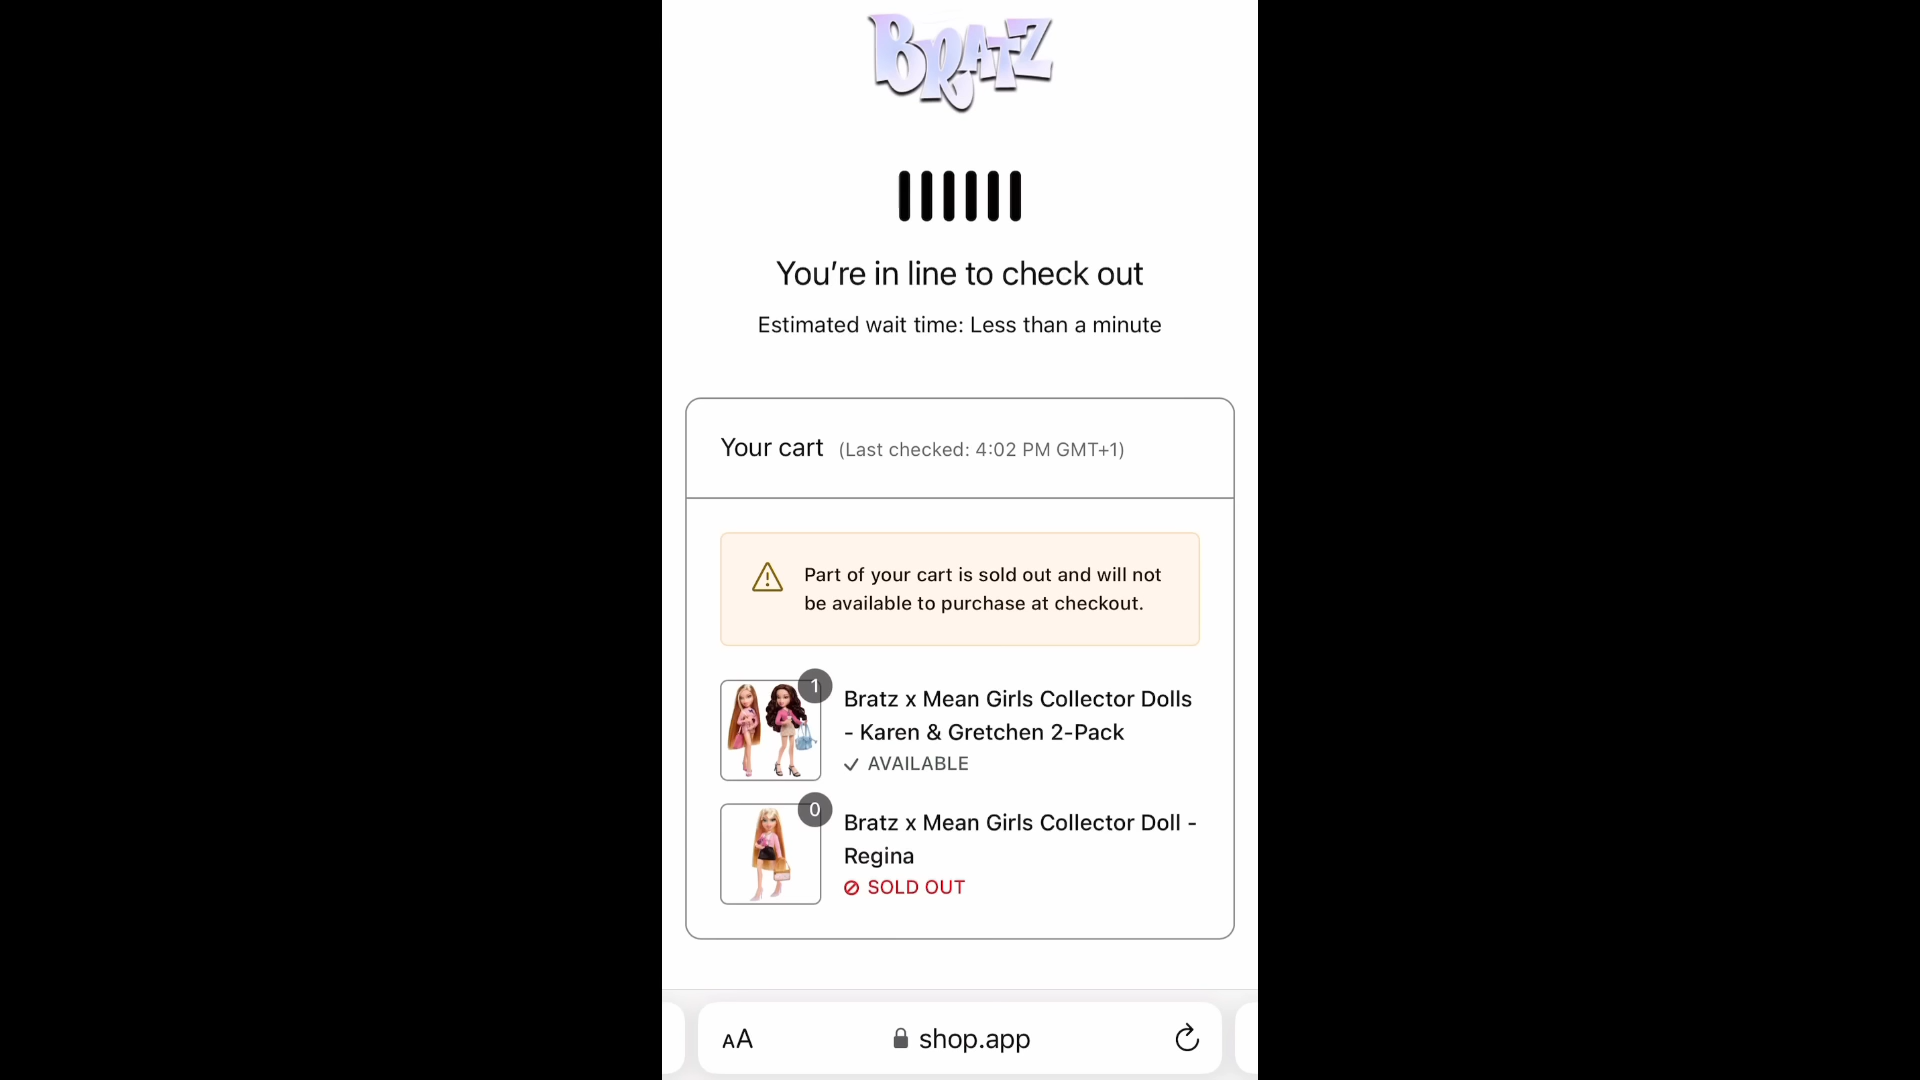 BRATZ
You're in line to check out
Estimated wait time: Less than a minute
Your cart (Last checked: 4:02 PM GMT+1)
Part of your cart is sold out and will not
be available to purchase at checkout.
1
Bratz x Mean Girls Collector Dolls
- Karen & Gretchen 2-Pack
AVAILABLE
0
Bratz x Mean Girls Collector Doll -
Regina
SOLD OUT
AA shop.app